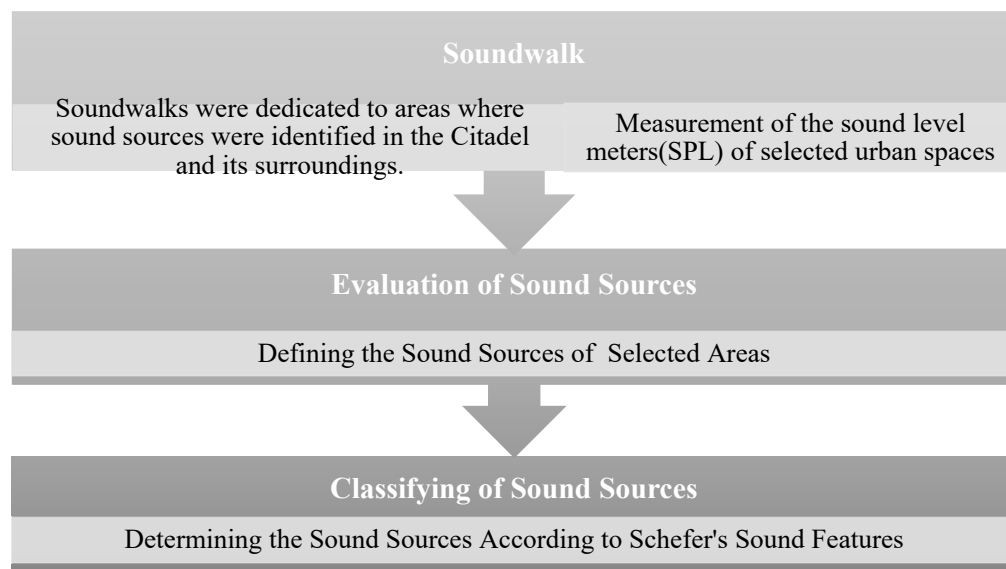 Soundwalk
Soundwalks were dedicated to areas where
sound sources were identified in the Citadel
and its surroundings.
Measurement of the sound level
meters(SPL) of selected urban spaces
Evaluation of Sound Sources
Defining the Sound Sources of Selected Areas
Classifying of Sound Sources
Determining the Sound Sources According to Schefer's Sound Features